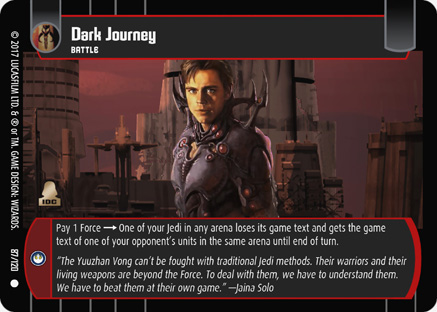 Dark Journey
BATTLE
© 2017 LUCASFILM LTD. & ® OR TM. GAME DESIGN: WIZARDS.
IDC
87/120
Pay 1 Force → One of your Jedi in any arena loses its game text and gets the game
text of one of your opponent's units in the same arena until end of turn.
"The Yuuzhan Vong can't be fought with traditional Jedi methods. Their warriors and their
living weapons are beyond the Force. To deal with them, we have to understand them.
We have to beat them at their own game." —Jaina Solo